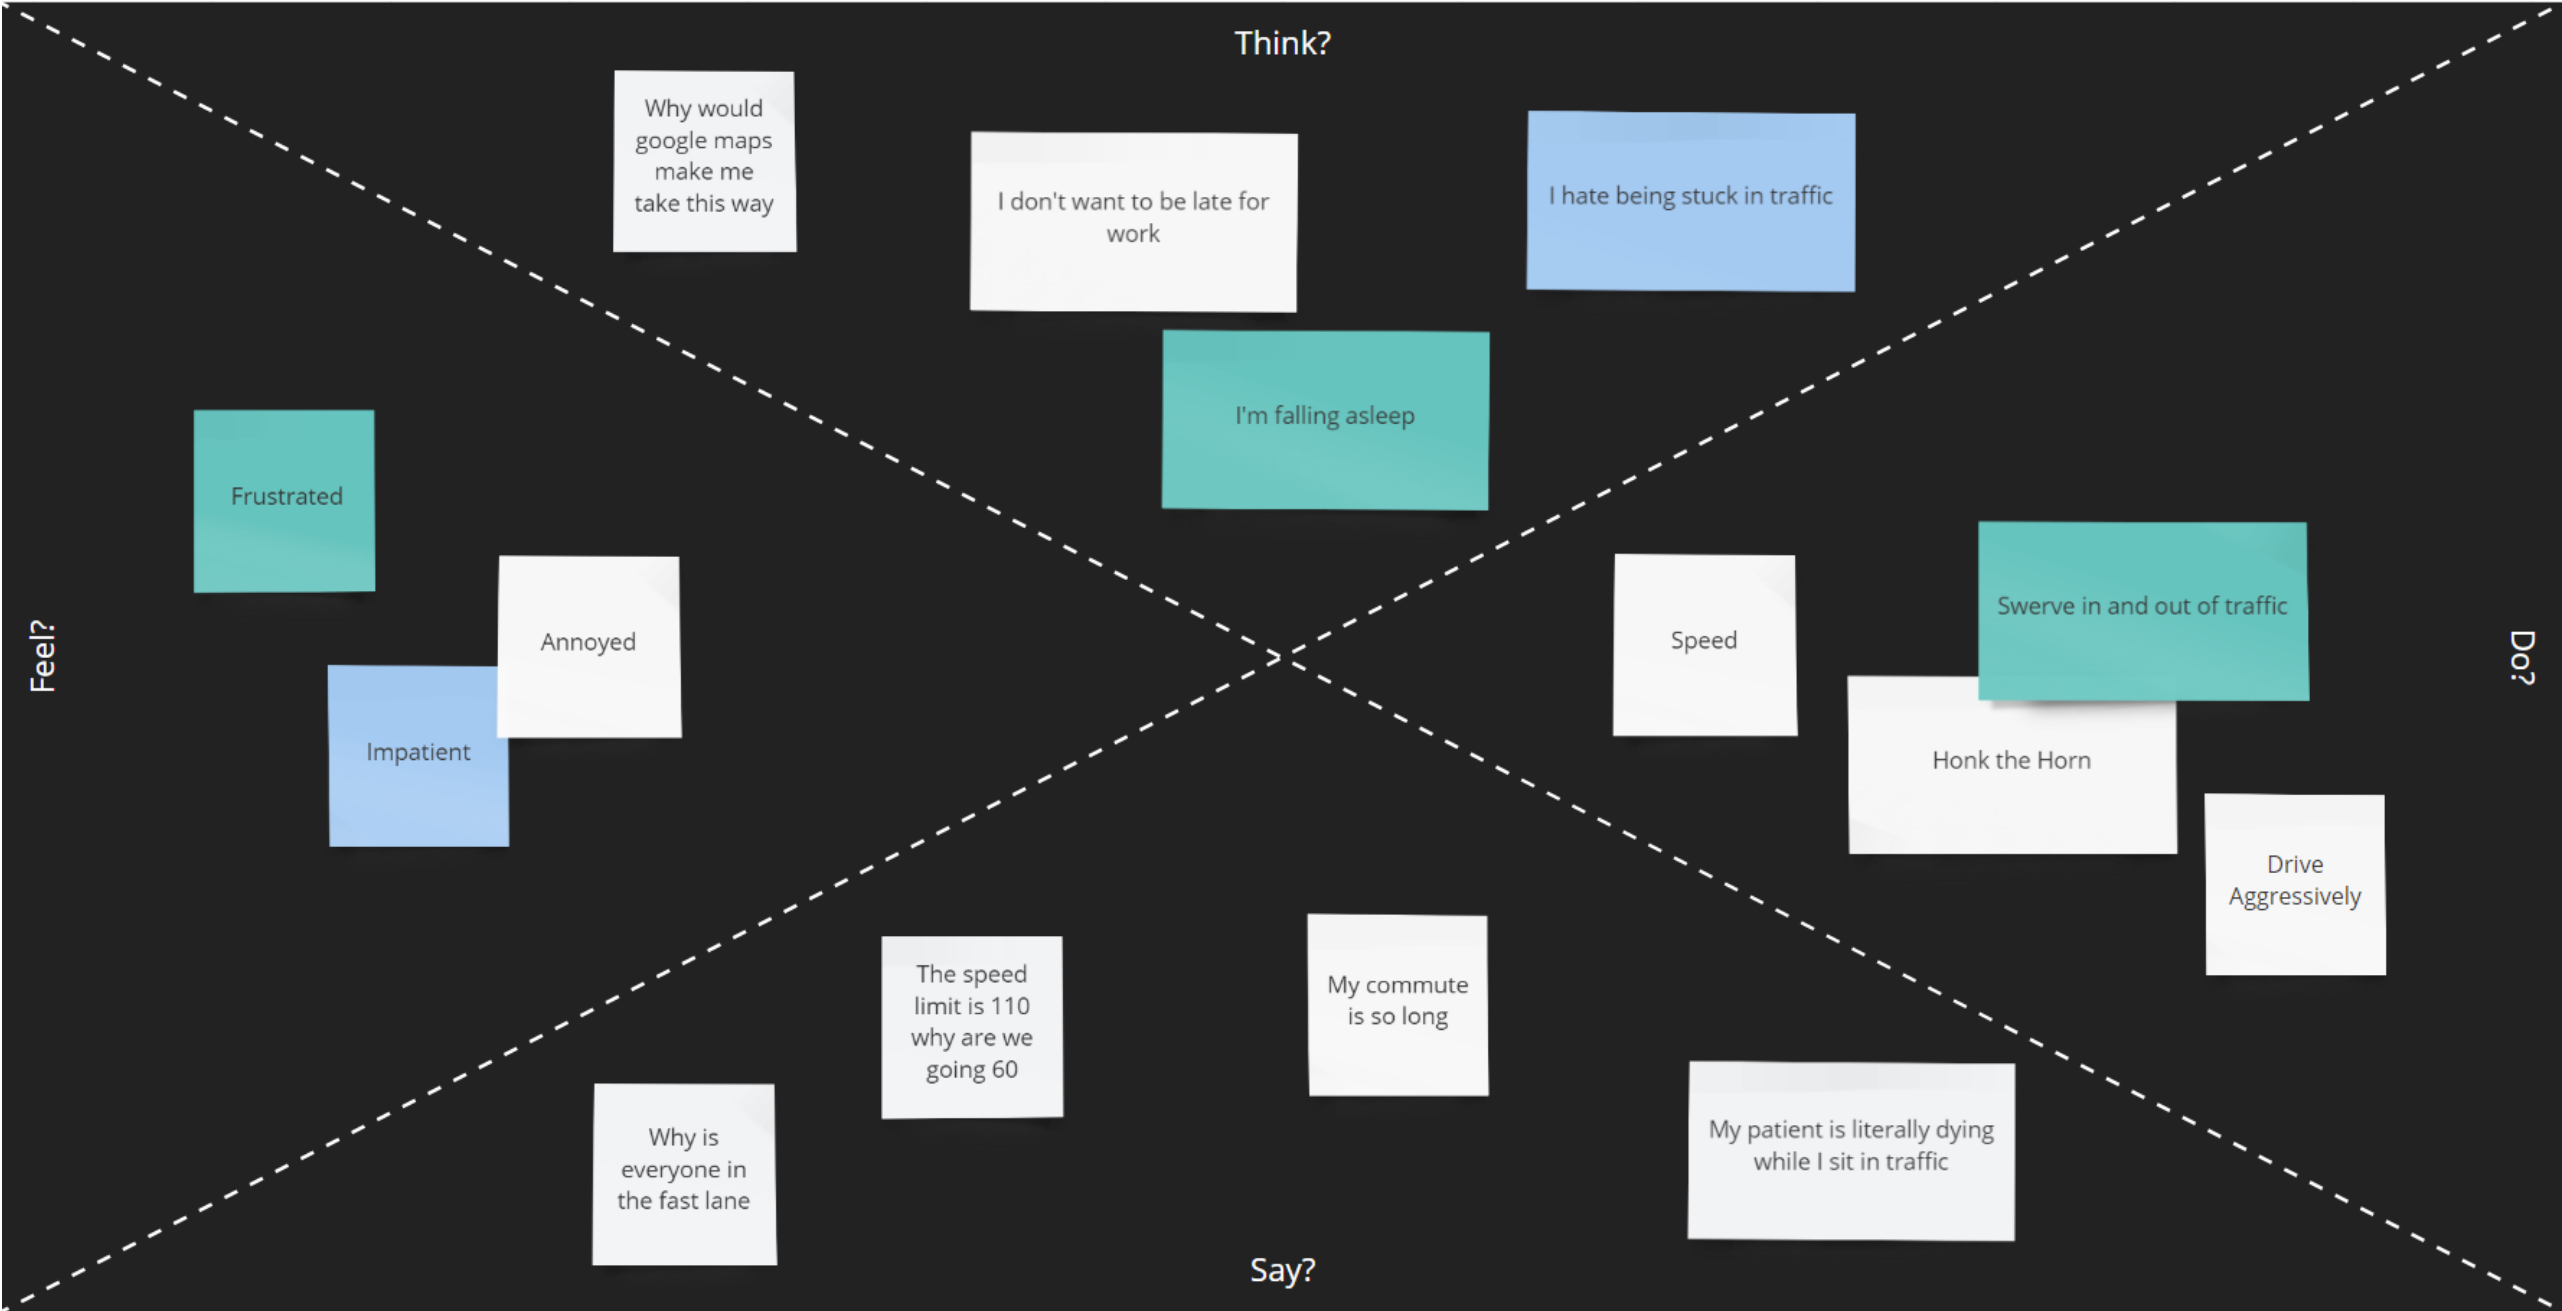 Think?
Why would
google maps
make me
take this way
I don't want to be late for
work
I hate being stuck in traffic
I'm falling asleep
Feel?
Frustrated
Annoyed
Impatient
Do?
Speed
Swerve in and out of traffic
Honk the Horn
Drive
Aggressively
The speed
limit is 110
why are we
going 60
My commute
is so long
Why is
everyone in
the fast lane
My patient is literally dying
while I sit in traffic
Say?